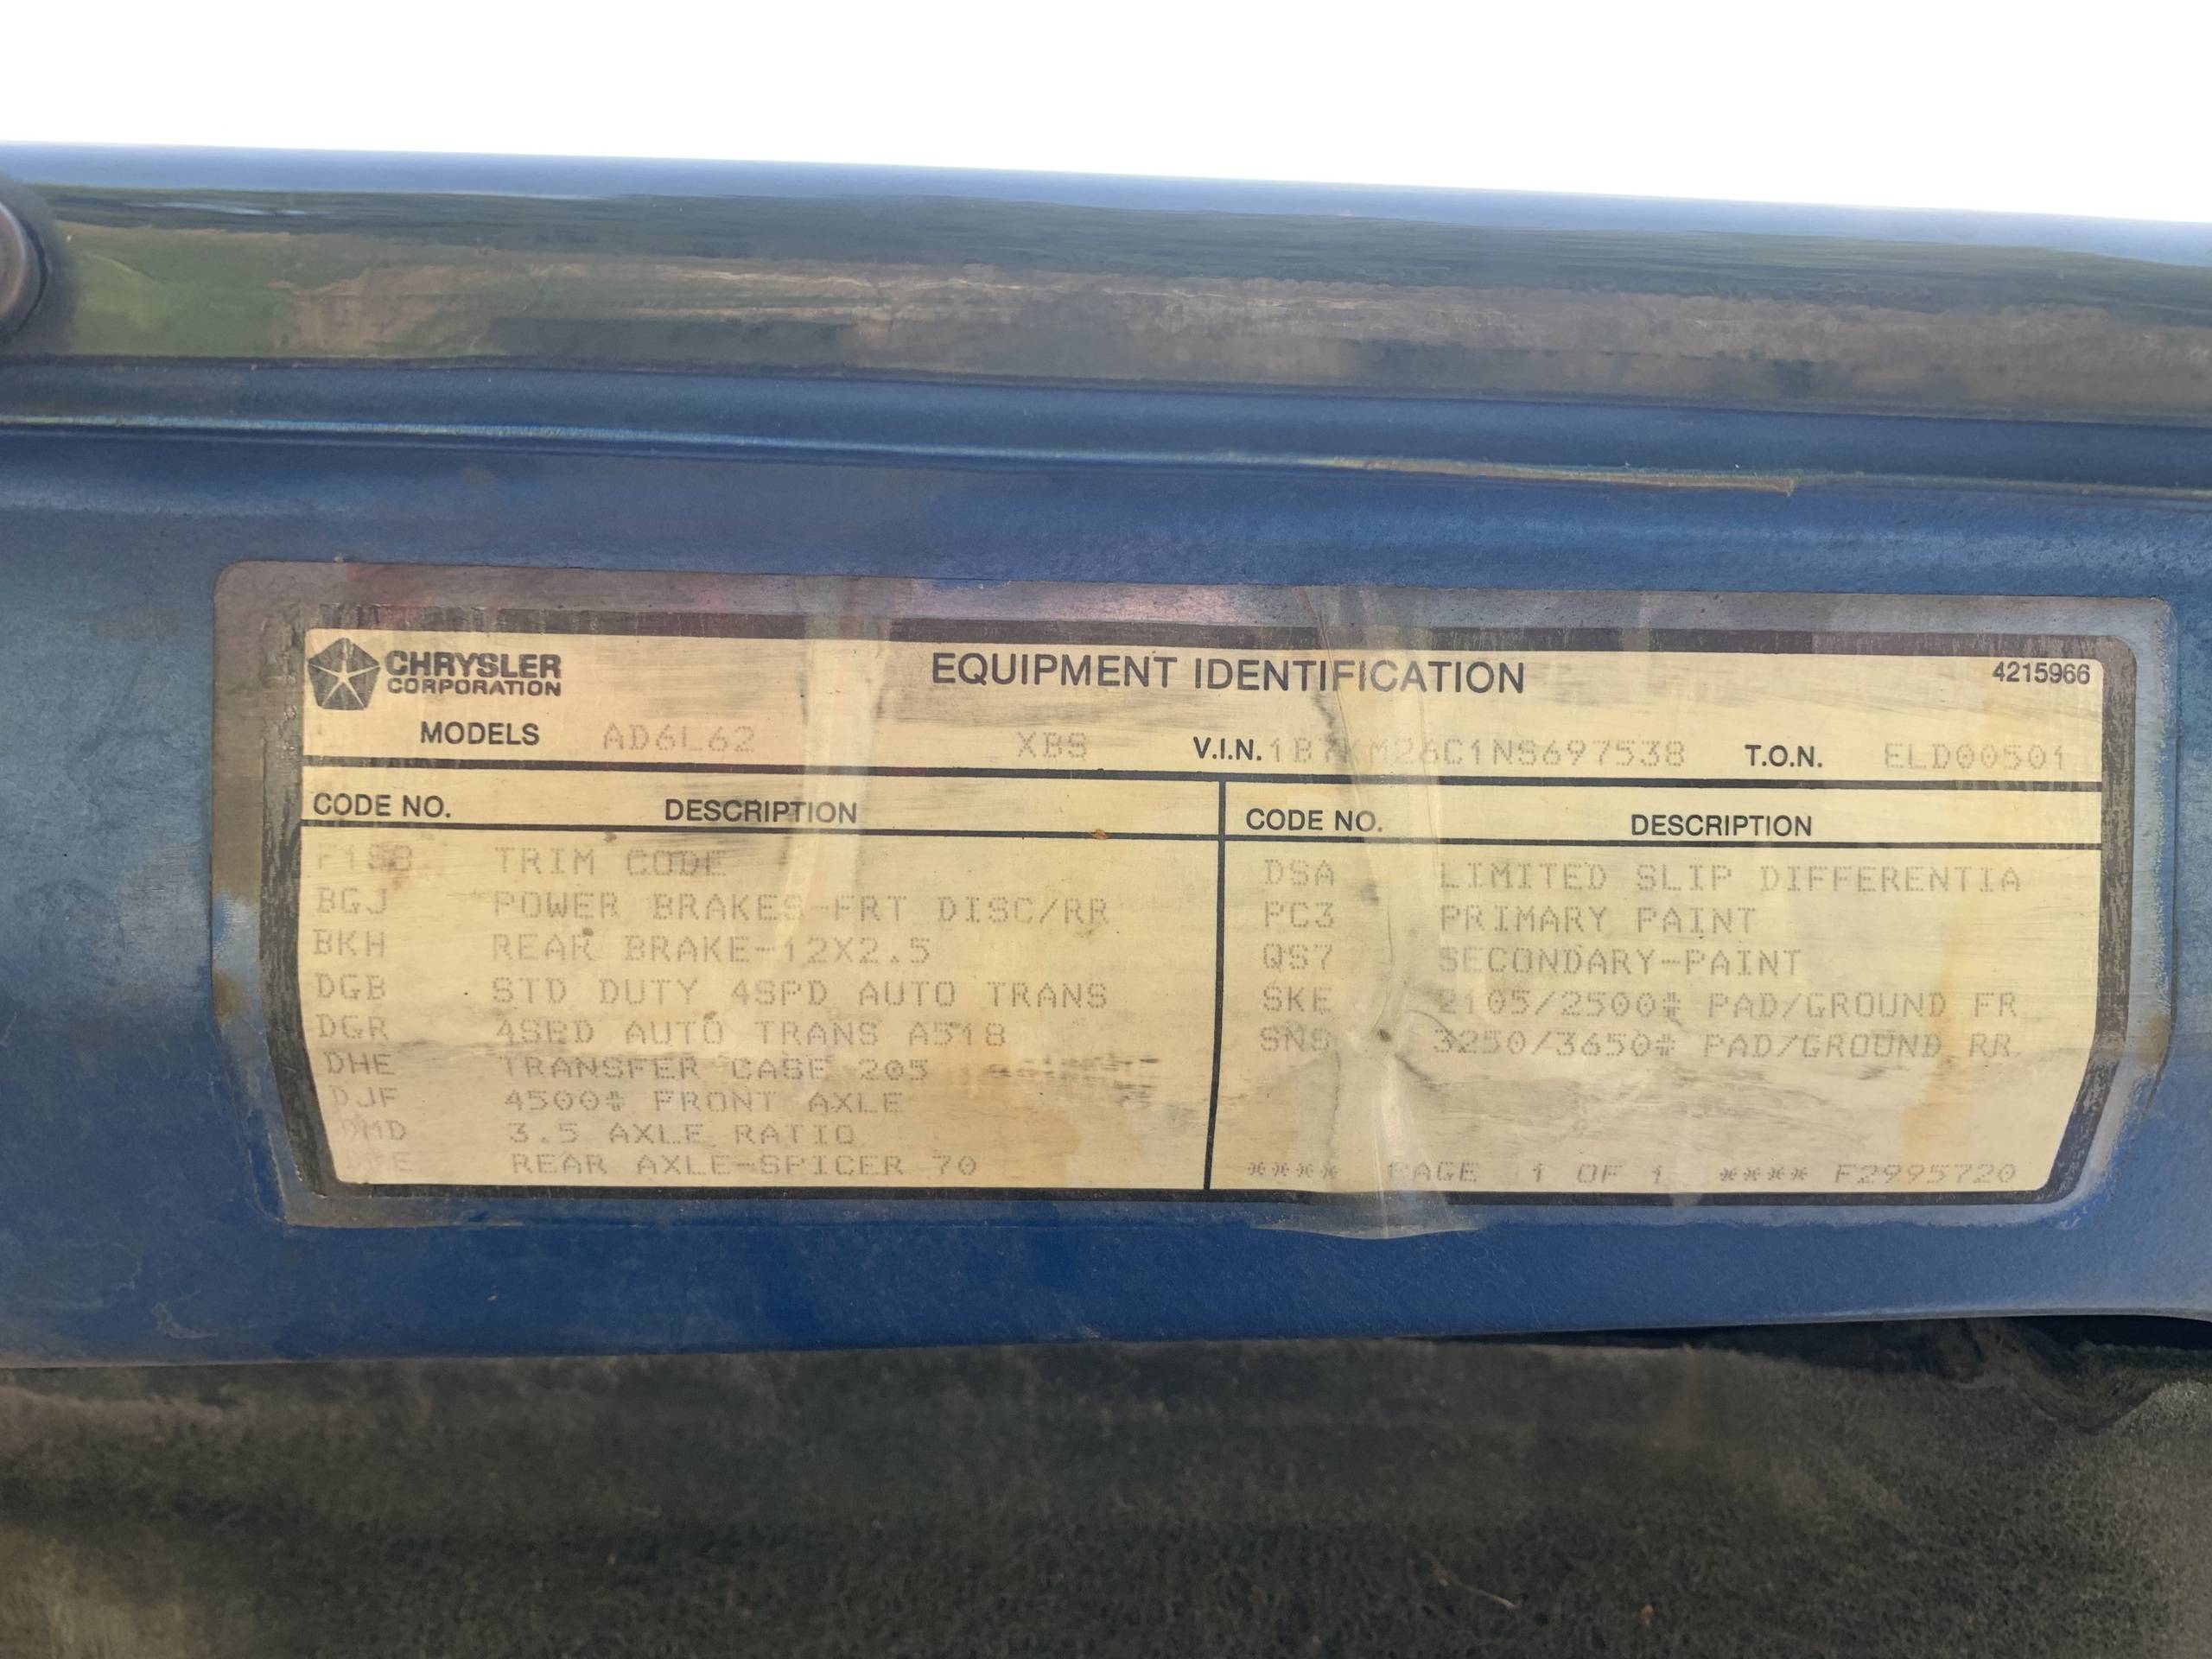 CHRYSLER
CORPORATION
EQUIPMENT IDENTIFICATION
4215966
MODELS AD6L62 XBS V.I.N. 1B7KM26C1NS697538 T.O.N. ELD00501
CODE NO. DESCRIPTION
F1SB TRIM CODE
BGJ POWER BRAKES-FRT DISC/RR
BKH REAR BRAKE-12X2.5
DGB STD DUTY 4SPD AUTO TRANS
DGR 4SPD AUTO TRANS A518
DHE TRANSFER CASE 205
DJF 4500# FRONT AXLE
DMD 3.5 AXLE RATIO
REAR AXLE-SPICER 70
CODE NO. DESCRIPTION
DSA LIMITED SLIP DIFFERENTIA
PC3 PRIMARY PAINT
QS7 SECONDARY-PAINT
SKE 2105/2500# PAD/GROUND FR
SNS 3250/3650# PAD/GROUND RR
**** PAGE 1 OF 1 **** F2995720